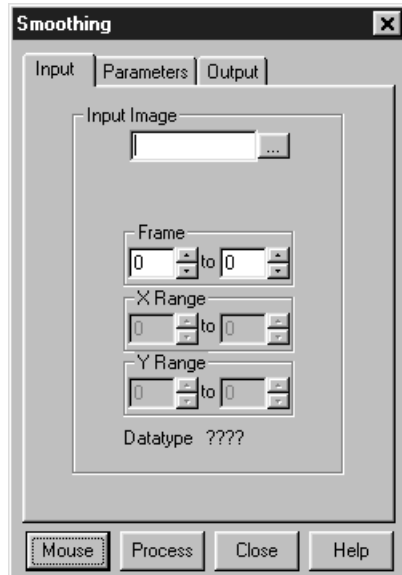 Smoothing
Input Parameters Output
Input Image
...
Frame
0 to 0
X Range
0 to 0
Y Range
0 to 0
Datatype ????
Mouse Process Close Help